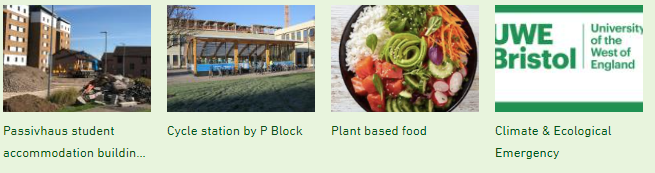 UWE
Bristol
University
of the
West of
England
Passivhaus student
accommodation buildin...
Cycle station by P Block
Plant based food
Climate & Ecological
Emergency